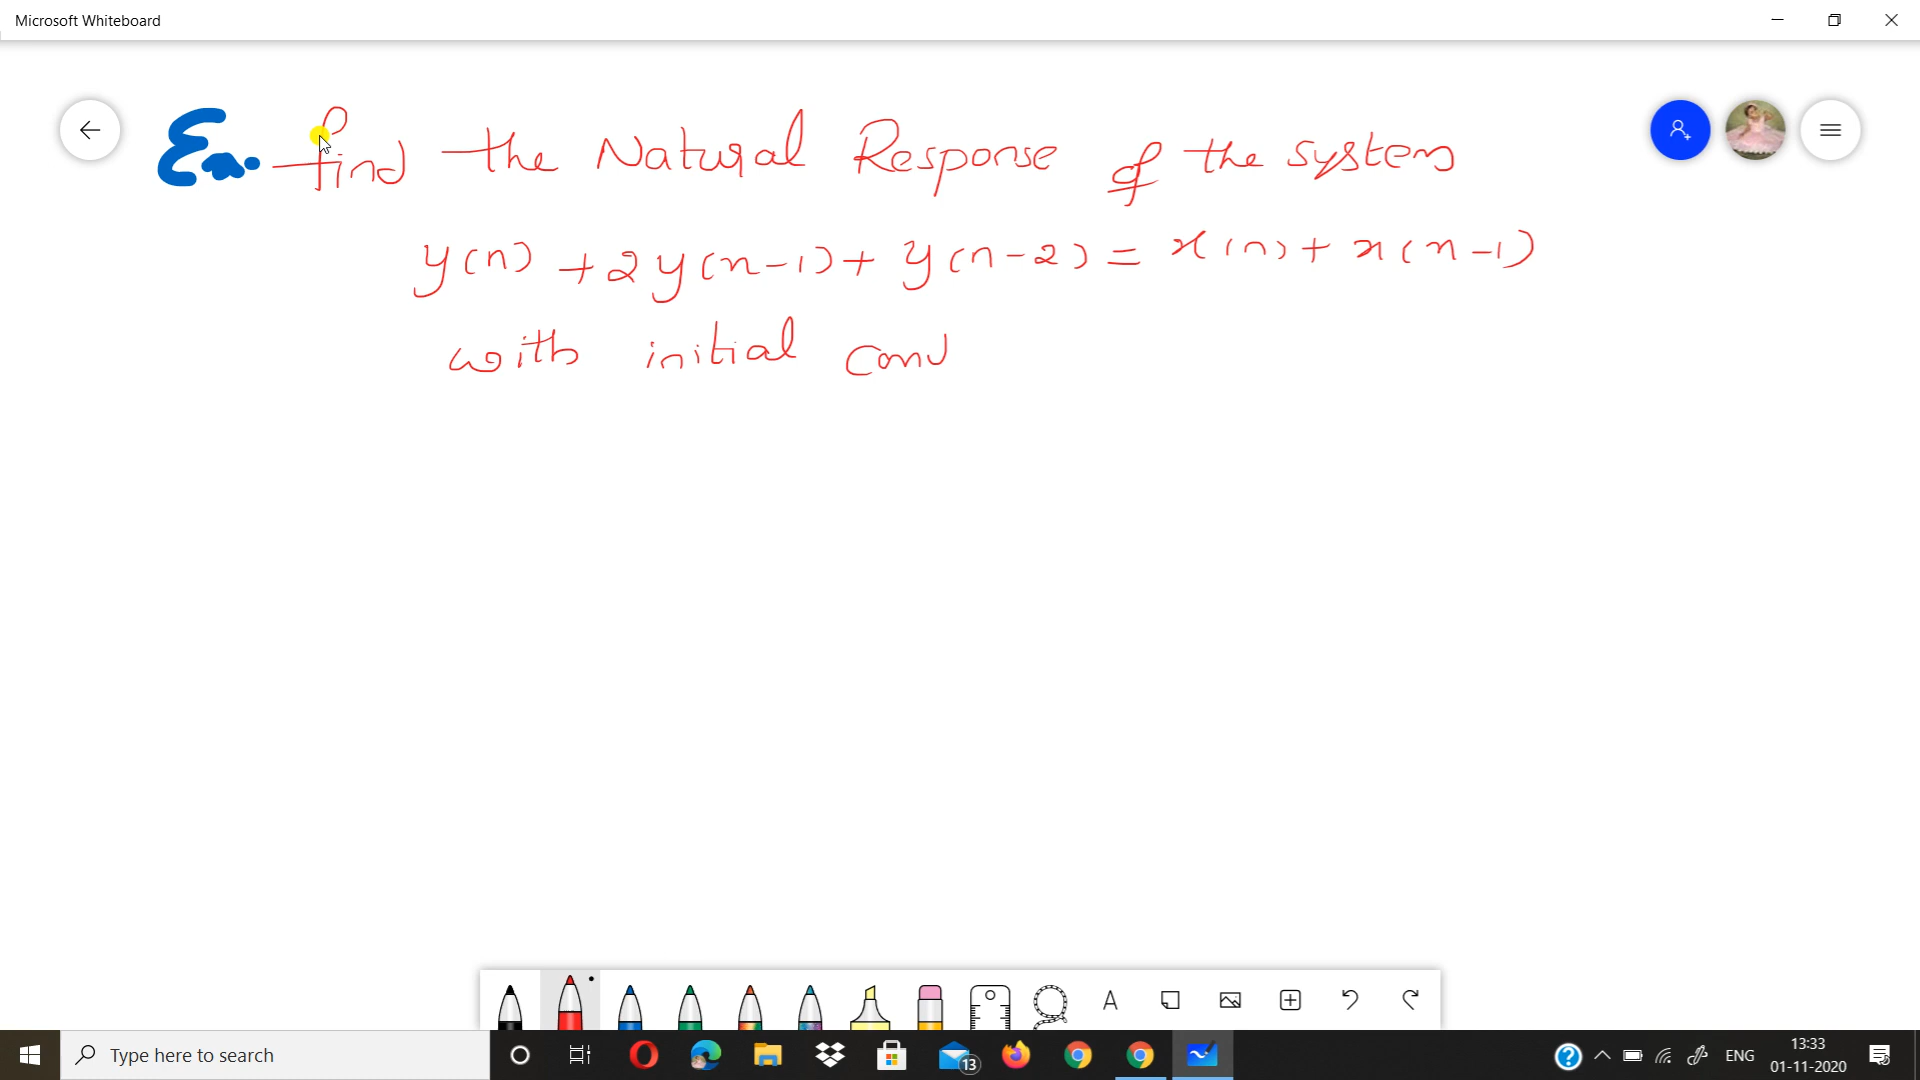 Microsoft Whiteboard
Ex. find the Natural Response of the system
y(n) + 2y(n-1) + y(n-2) = x(n) + x(n-1)
with initial cond
A
Type here to search
13
ENG
13:33
01-11-2020